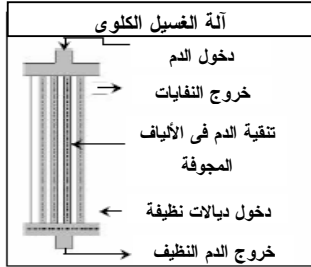 آلة الغسيل الكلوى
دخول الدم
خروج النفايات
تنقية الدم فى الألياف
المجوفة
دخول ديالات نظيفة
خروج الدم النظيف